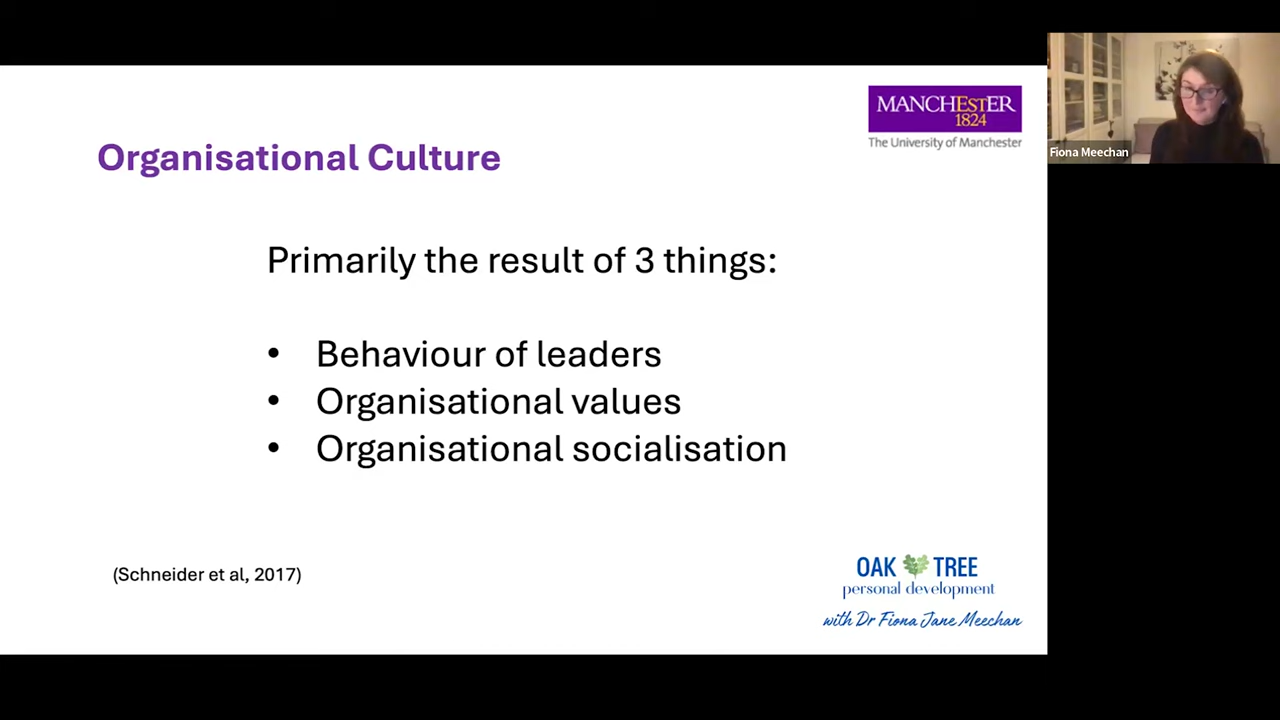 MANCHESTER
1824
The University of Manchester
Fiona Meechan
Organisational Culture
Primarily the result of 3 things:
• Behaviour of leaders
• Organisational values
• Organisational socialisation
(Schneider et al, 2017)
OAK TREE
personal development
with Dr Fiona Jane Meechan